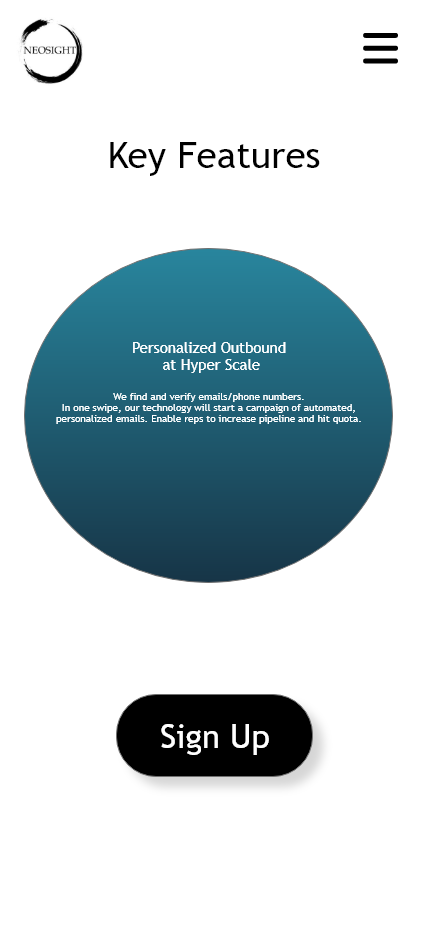 NEOSIGHT
Key Features
Personalized Outbound
at Hyper Scale
We find and verify emails/phone numbers.
In one swipe, our technology will start a campaign of automated,
personalized emails. Enable reps to increase pipeline and hit quota.
Sign Up